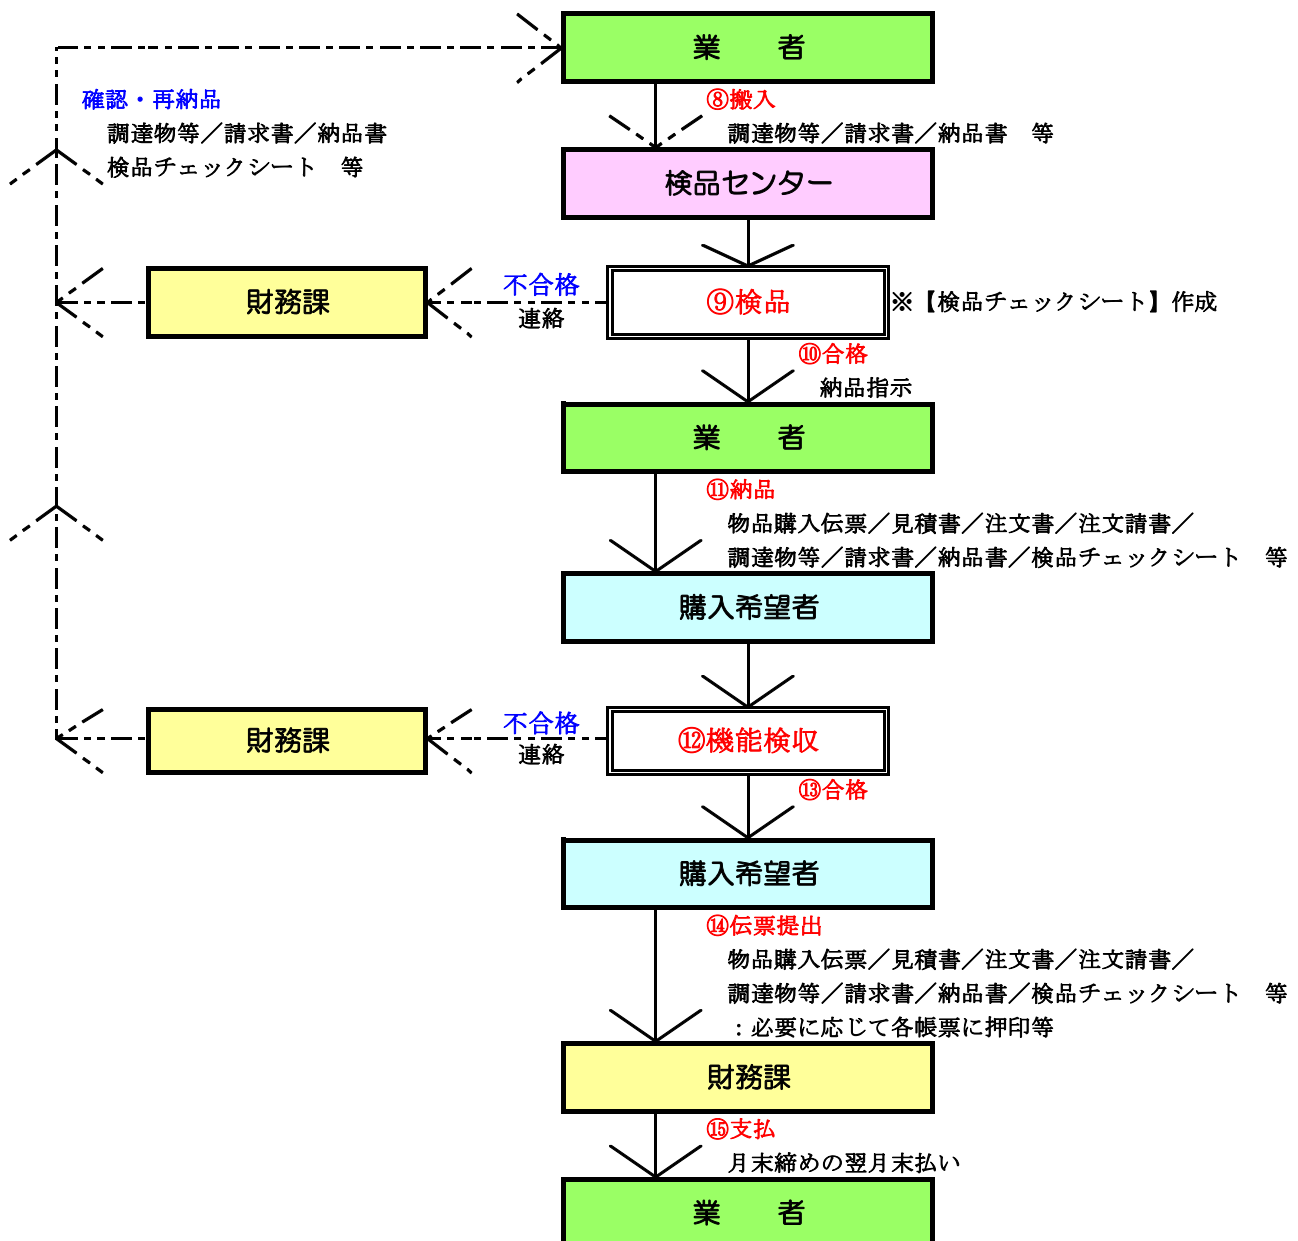 業　　者
確認・再納品
調達物等／請求書／納品書
検品チェックシート　等
⑧搬入
調達物等／請求書／納品書　等
検品センター
財務課
不合格
連絡
⑨検品
※【検品チェックシート】作成
⑩合格
納品指示
業　　者
⑪納品
物品購入伝票／見積書／注文書／注文請書／
調達物等／請求書／納品書／検品チェックシート　等
購入希望者
財務課
不合格
連絡
⑫機能検収
⑬合格
購入希望者
⑭伝票提出
物品購入伝票／見積書／注文書／注文請書／
調達物等／請求書／納品書／検品チェックシート　等
：必要に応じて各帳票に押印等
財務課
⑮支払
月末締めの翌月末払い
業　　者